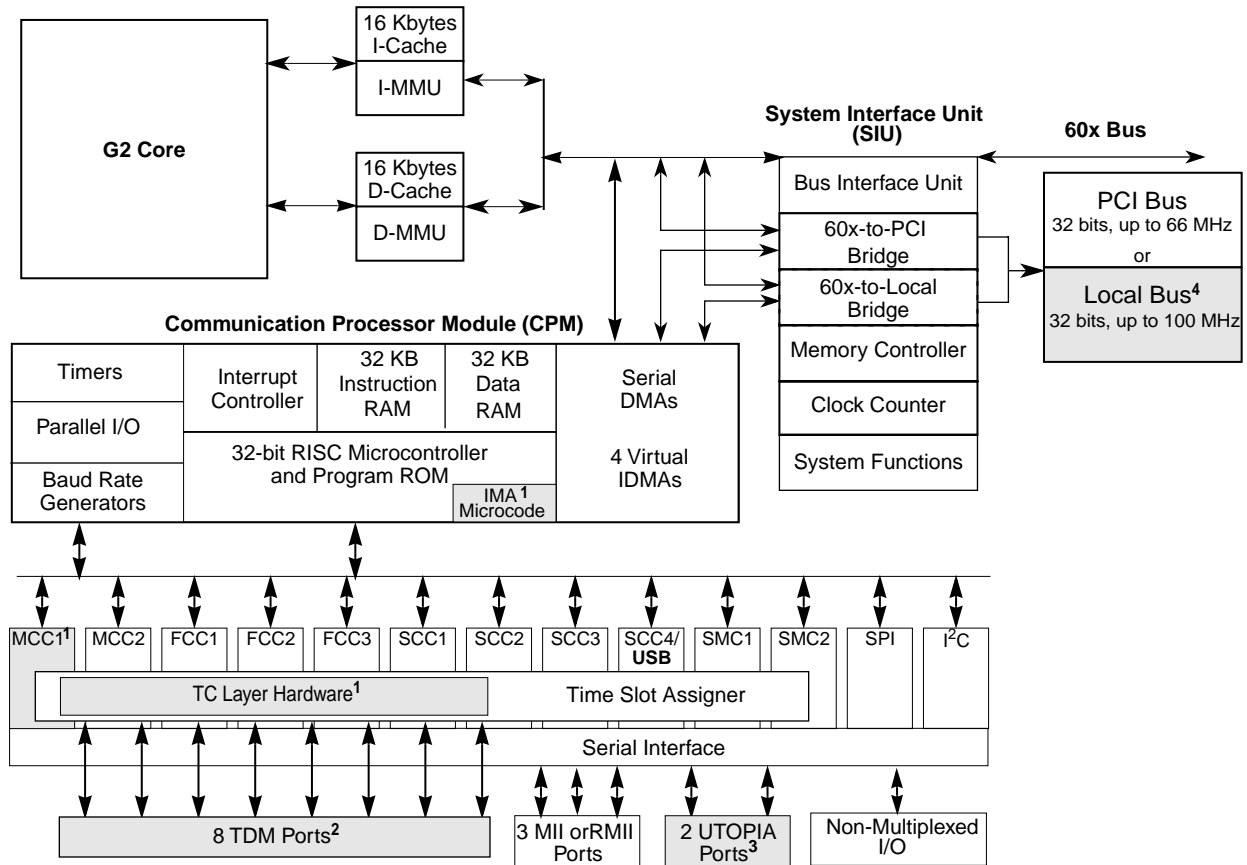 G2 Core
16 Kbytes
I-Cache
I-MMU
16 Kbytes
D-Cache
D-MMU
System Interface Unit
(SIU)
60x Bus
Bus Interface Unit
60x-to-PCI
Bridge
60x-to-Local
Bridge
Memory Controller
Clock Counter
System Functions
PCI Bus
32 bits, up to 66 MHz
or
Local Bus4
32 bits, up to 100 MHz
Communication Processor Module (CPM)
Timers
Parallel I/O
Baud Rate
Generators
Interrupt
Controller
32 KB
Instruction
RAM
32 KB
Data
RAM
32-bit RISC Microcontroller
and Program ROM
IMA1
Microcode
Serial
DMAs
4 Virtual
IDMAs
MCC11
MCC2
FCC1
FCC2
FCC3
SCC1
SCC2
SCC3
SCC4/
USB
SMC1
SMC2
SPI
I2C
TC Layer Hardware1
Time Slot Assigner
Serial Interface
8 TDM Ports2
3 MII orRMII
Ports
2 UTOPIA
Ports3
Non-Multiplexed
I/O